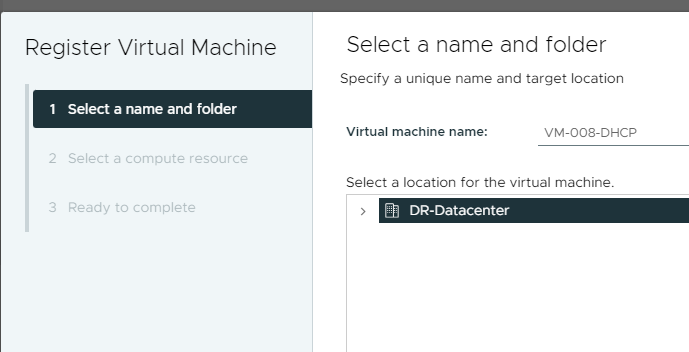 Register Virtual Machine
1 Select a name and folder
2 Select a compute resource
3 Ready to complete
Select a name and folder
Specify a unique name and target location
Virtual machine name: VM-008-DHCP
Select a location for the virtual machine.
DR-Datacenter